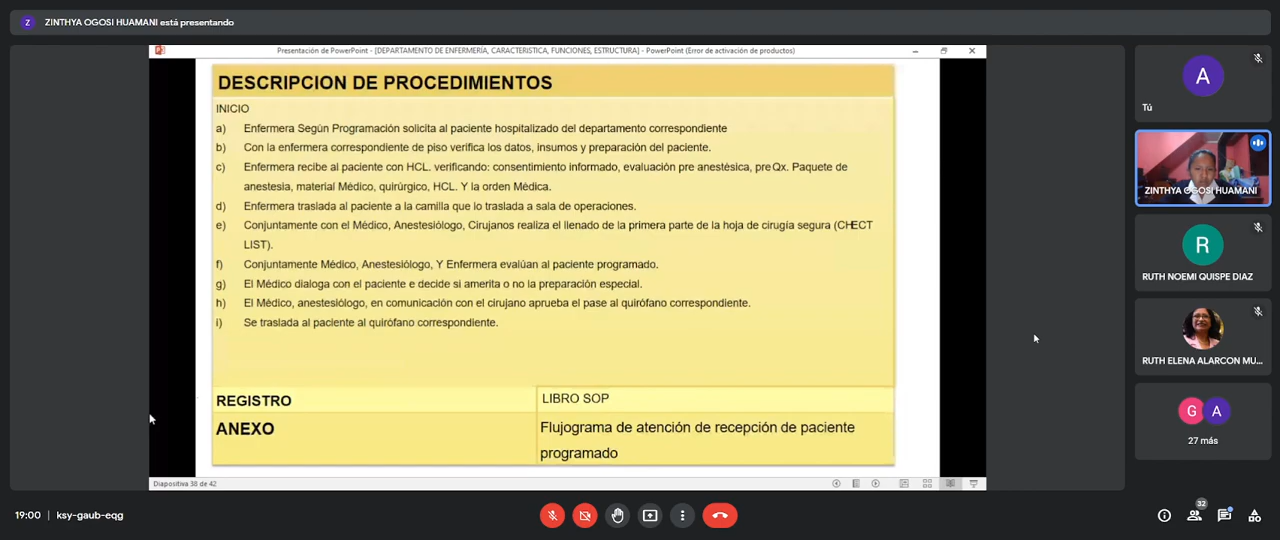 Z ZINTHYA OGOSI HUAMANI está presentando
Presentación de PowerPoint - [DEPARTAMENTO DE ENFERMERÍA, CARACTERISTICA, FUNCIONES, ESTRUCTURA] - PowerPoint (Error de activación de productos)
DESCRIPCION DE PROCEDIMIENTOS
INICIO
a) Enfermera Según Programación solicita al paciente hospitalizado del departamento correspondiente
b) Con la enfermera correspondiente de piso verifica los datos, insumos y preparación del paciente.
c) Enfermera recibe al paciente con HCL. verificando: consentimiento informado, evaluación pre anestésica, pre Qx. Paquete de
anestesia, material Médico, quirúrgico, HCL. Y la orden Médica.
d) Enfermera traslada al paciente a la camilla que lo traslada a sala de operaciones.
e) Conjuntamente con el Médico, Anestesiólogo, Cirujanos realiza el llenado de la primera parte de la hoja de cirugía segura (CHECT
LIST).
f) Conjuntamente Médico, Anestesiólogo, Y Enfermera evalúan al paciente programado.
g) El Médico dialoga con el paciente e decide si amerita o no la preparación especial.
h) El Médico, anestesiólogo, en comunicación con el cirujano aprueba el pase al quirófano correspondiente.
i) Se traslada al paciente al quirófano correspondiente.
REGISTRO
LIBRO SOP
ANEXO
Flujograma de atención de recepción de paciente
programado
Diapositiva 38 de 42
A
Tú
ZINTHYA OGOSI HUAMANI
R
RUTH NOEMI QUISPE DIAZ
RUTH ELENA ALARCON MU...
G A
27 más
19:00 | ksy-gaub-eqg
32